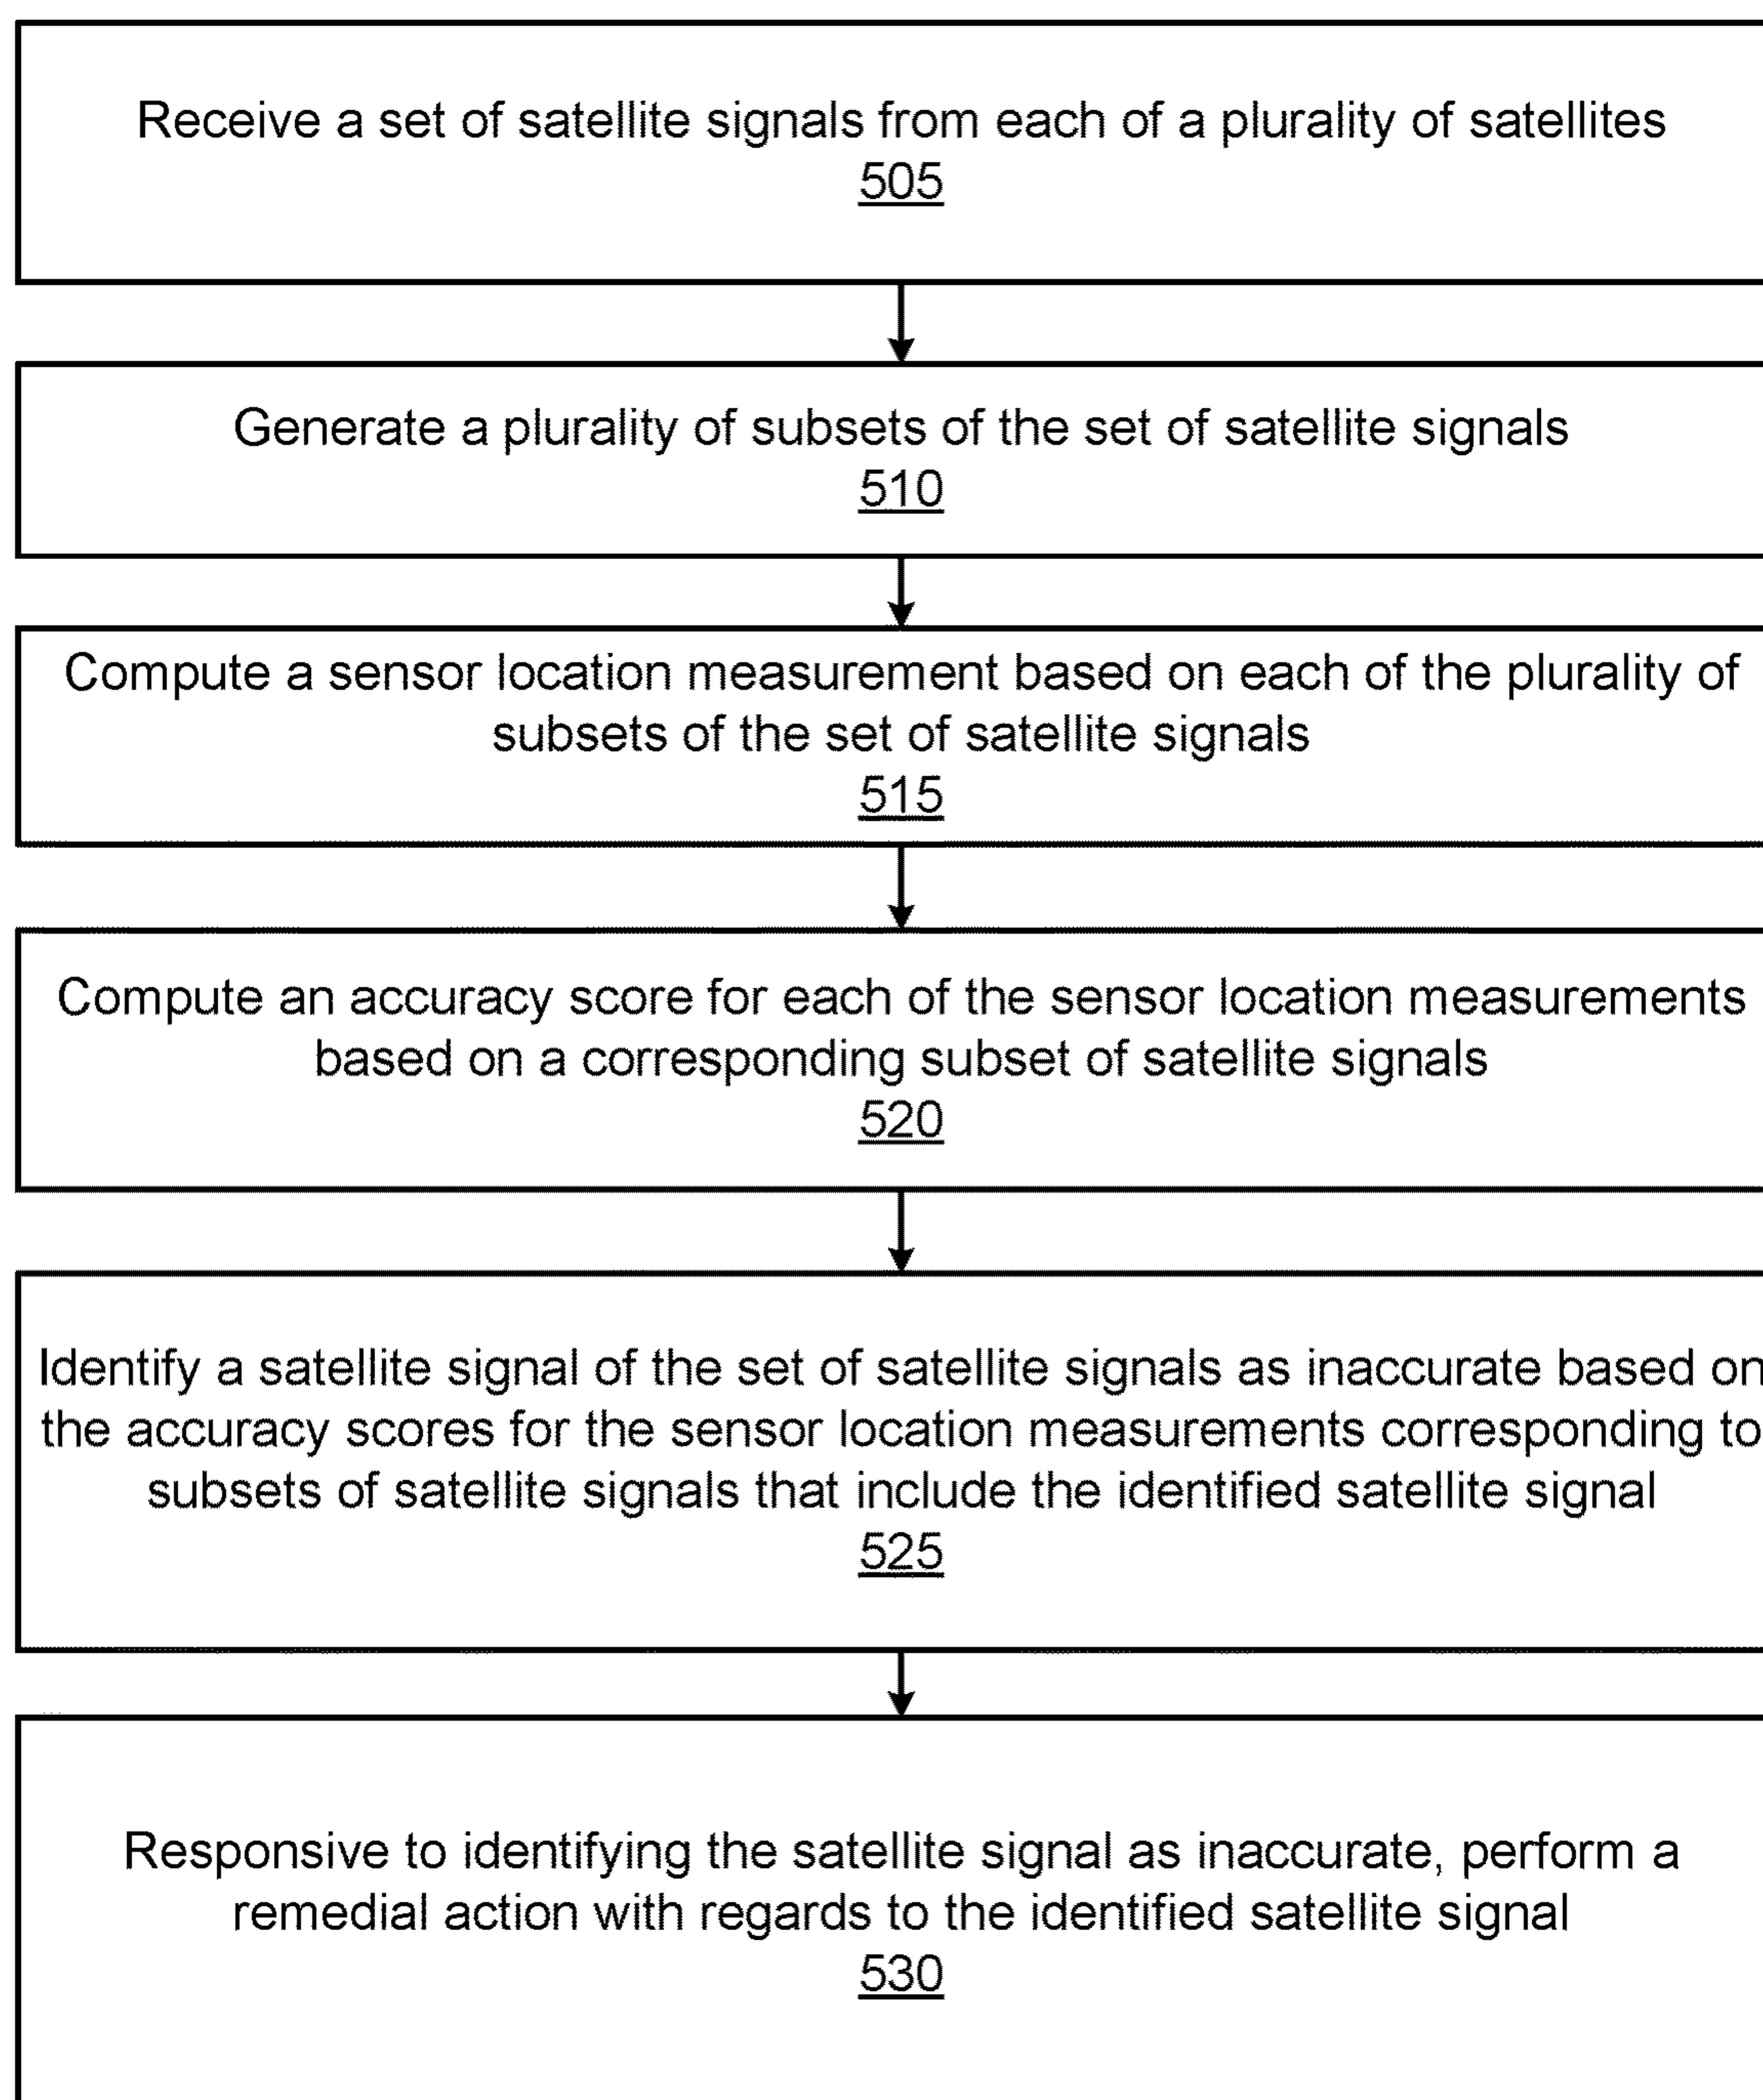 Receive a set of satellite signals from each of a plurality of satellites
505
Generate a plurality of subsets of the set of satellite signals
510
Compute a sensor location measurement based on each of the plurality of
subsets of the set of satellite signals
515
Compute an accuracy score for each of the sensor location measurements
based on a corresponding subset of satellite signals
520
Identify a satellite signal of the set of satellite signals as inaccurate based on
the accuracy scores for the sensor location measurements corresponding to
subsets of satellite signals that include the identified satellite signal
525
Responsive to identifying the satellite signal as inaccurate, perform a
remedial action with regards to the identified satellite signal
530